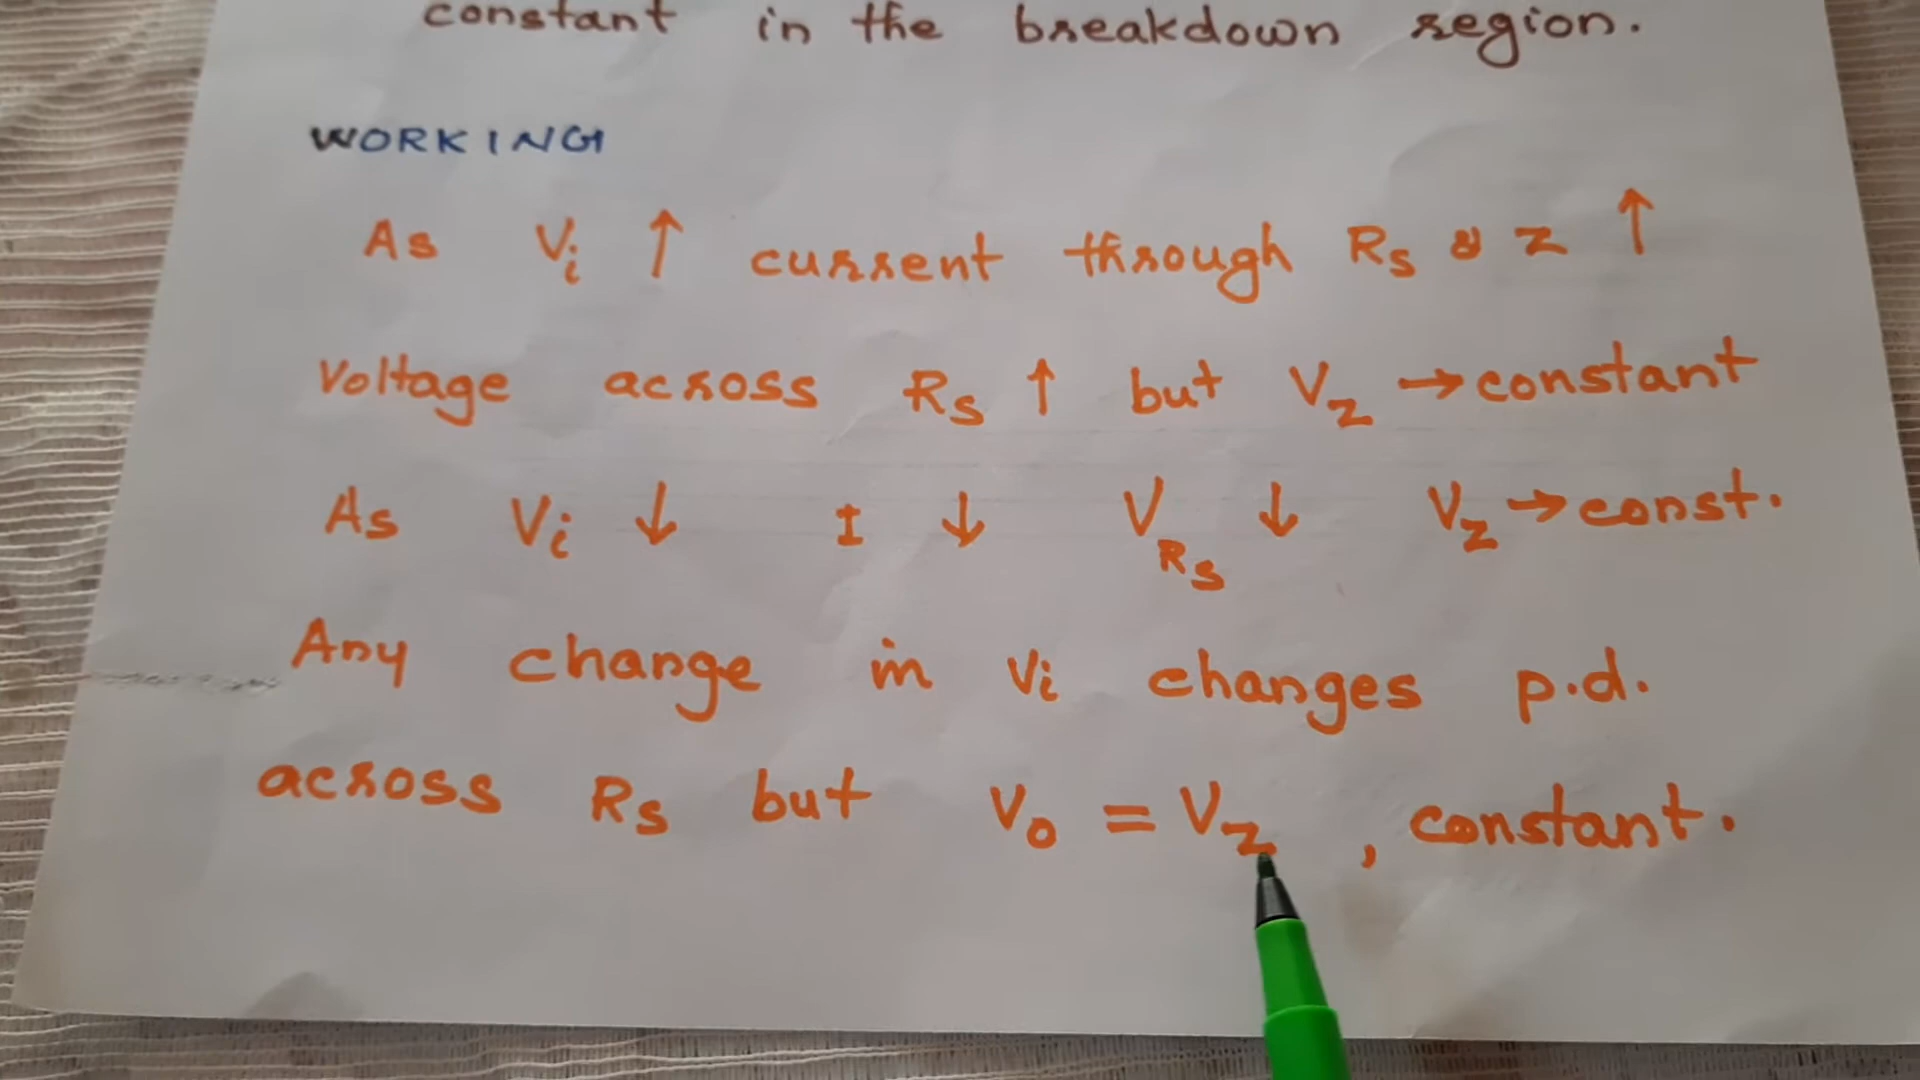 constant in the breakdown region.
WORKING
As Vi ↑ current through Rs & Z ↑
Voltage across Rs ↑ but Vz → constant
As Vi ↓ I ↓ VRs ↓ Vz → const.
Any change in Vi changes p.d.
across Rs but Vo = Vz , constant.